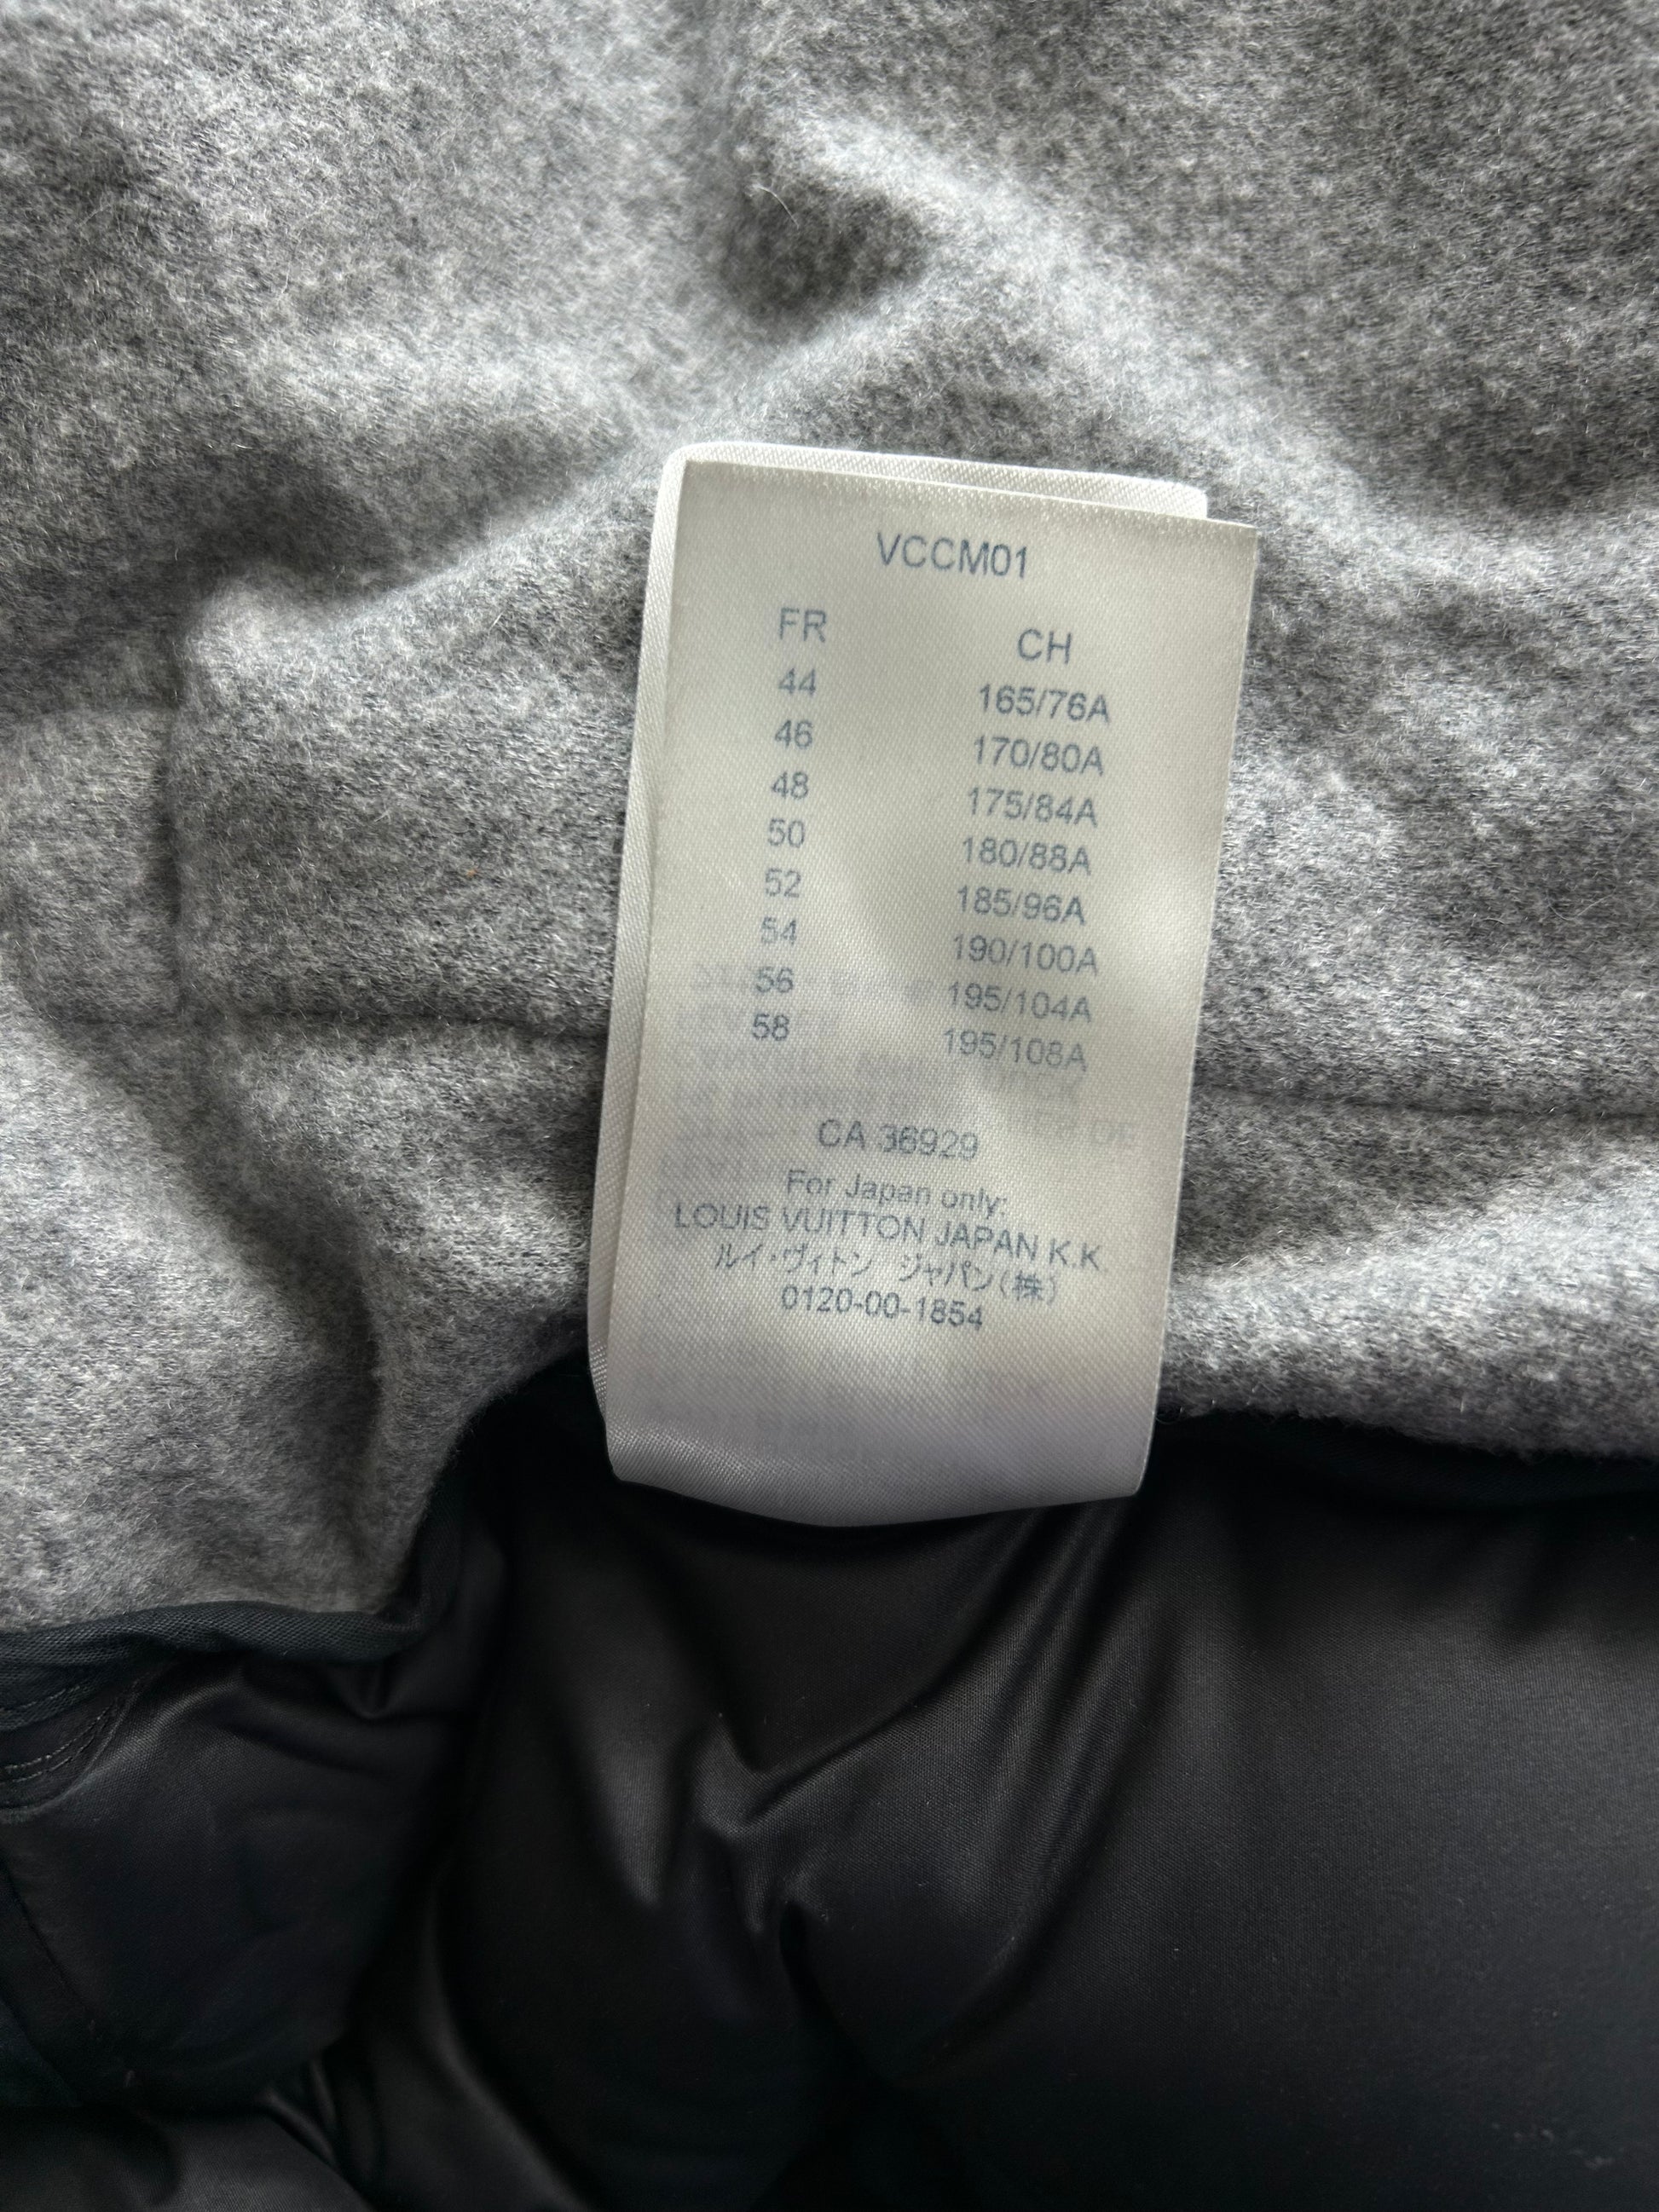 VCCM01
FR CH
44 165/76A
46 170/80A
48 175/84A
50 180/88A
52 185/96A
54 190/100A
56 195/104A
58 195/108A
CA 36929
For Japan only:
LOUIS VUITTON JAPAN K.K
ルイ・ヴィトン ジャパン(株)
0120-00-1854